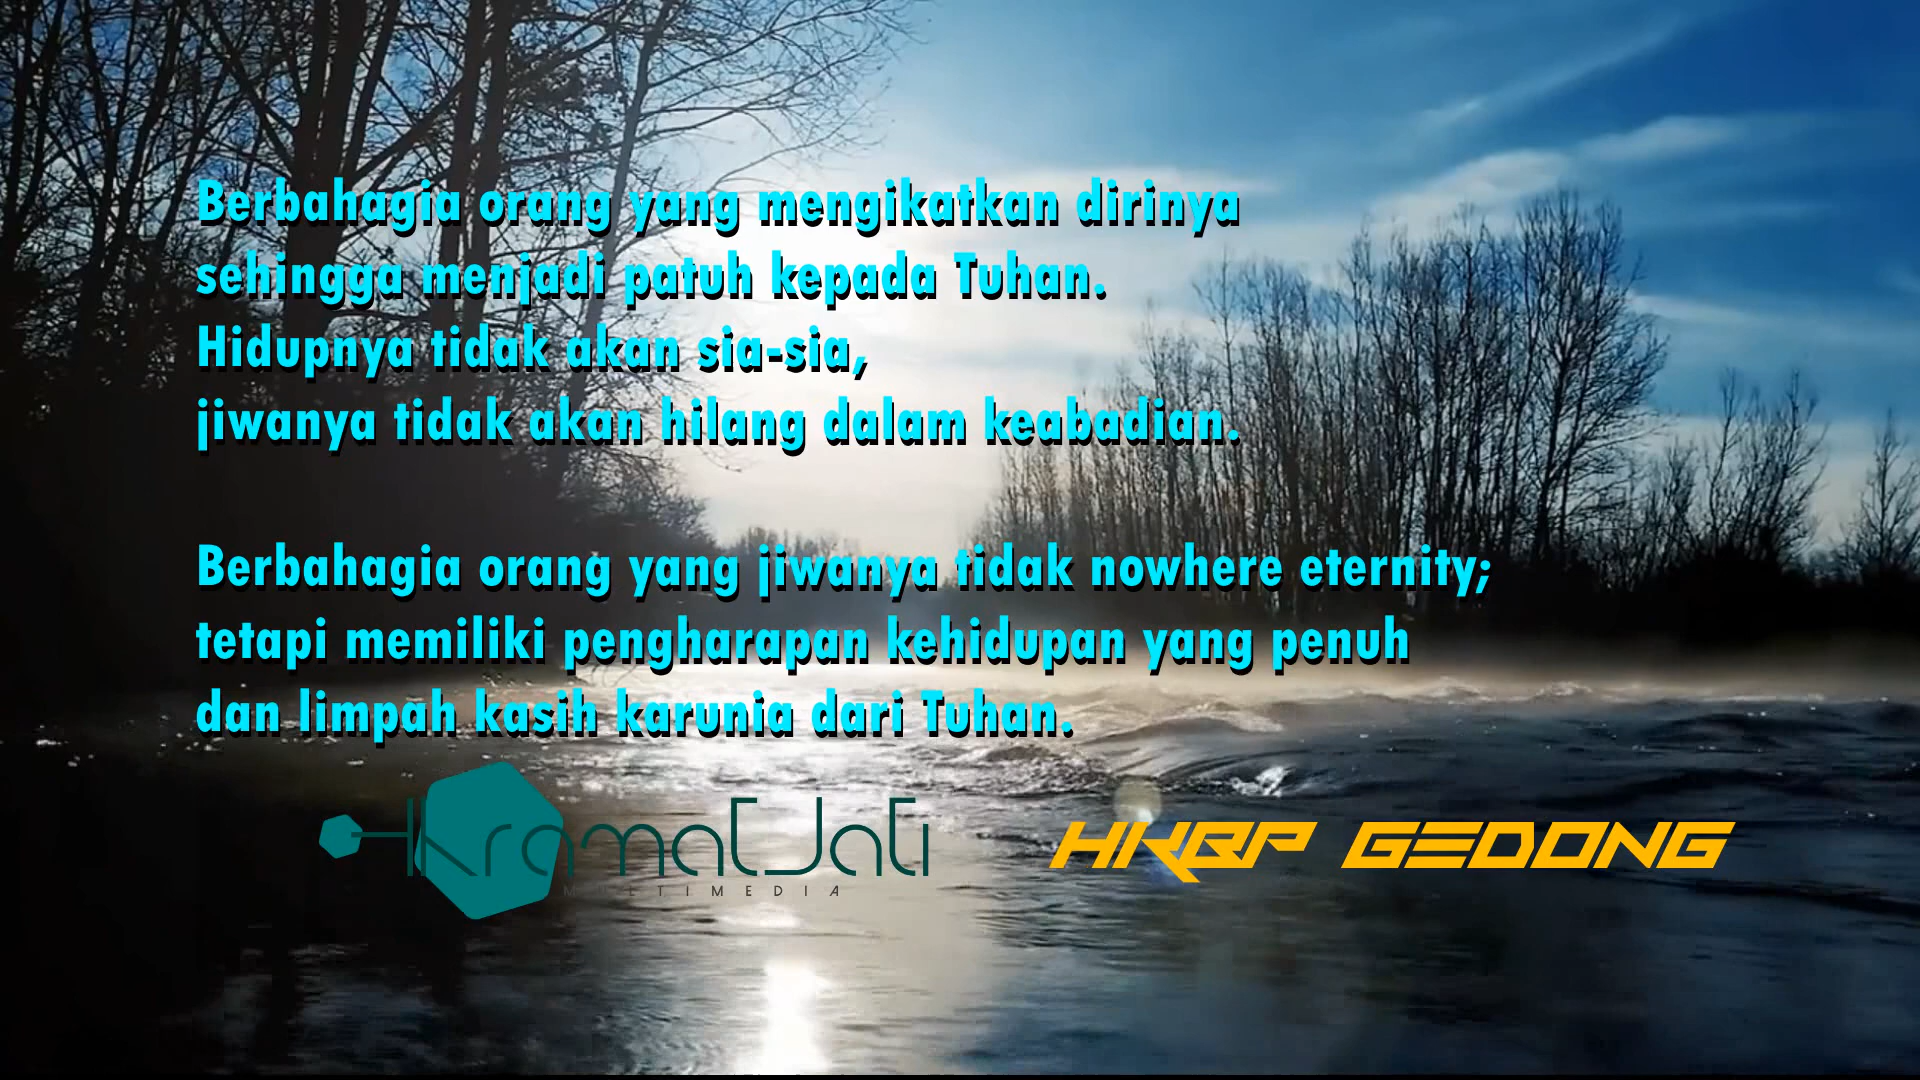 Berbahagia orang yang mengikatkan dirinya
sehingga menjadi patuh kepada Tuhan.
Hidupnya tidak akan sia-sia,
jiwanya tidak akan hilang dalam keabadian.
Berbahagia orang yang jiwanya tidak nowhere eternity;
tetapi memiliki pengharapan kehidupan yang penuh
dan limpah kasih karunia dari Tuhan.
Kramat Jati
MULTIMEDIA
HKBP GEDONG